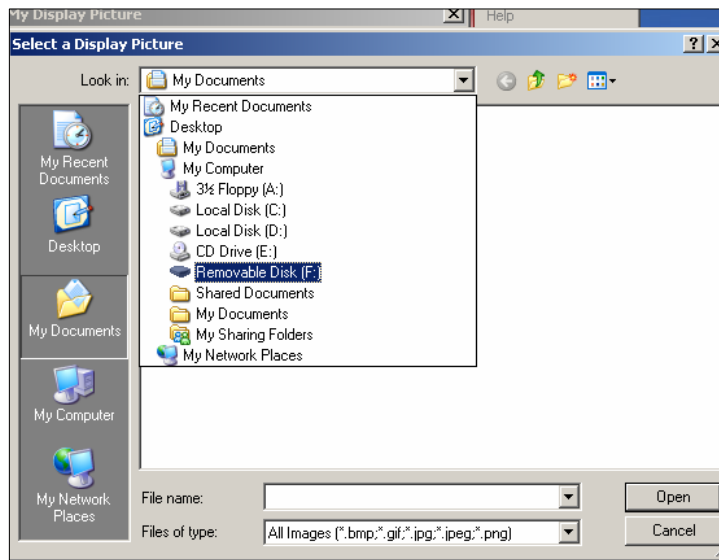 My Display Picture
Help
Select a Display Picture
Look in:
My Documents
My Recent Documents
Desktop
My Documents
My Computer
3½ Floppy (A:)
Local Disk (C:)
Local Disk (D:)
CD Drive (E:)
Removable Disk (F:)
Shared Documents
My Documents
My Sharing Folders
My Network Places
My Recent
Documents
Desktop
My Documents
My Computer
My Network
Places
File name:
Open
Files of type:
All Images (*.bmp;*.gif;*.jpg;*.jpeg;*.png)
Cancel